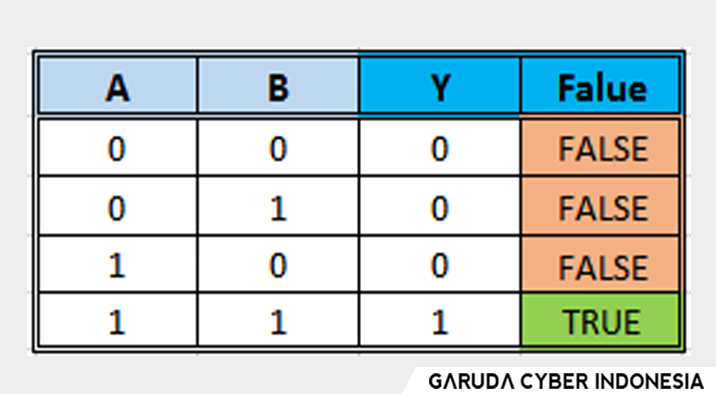 A B Y Falue
0 0 0 FALSE
0 1 0 FALSE
1 0 0 FALSE
1 1 1 TRUE
GARUDA CYBER INDONESIA